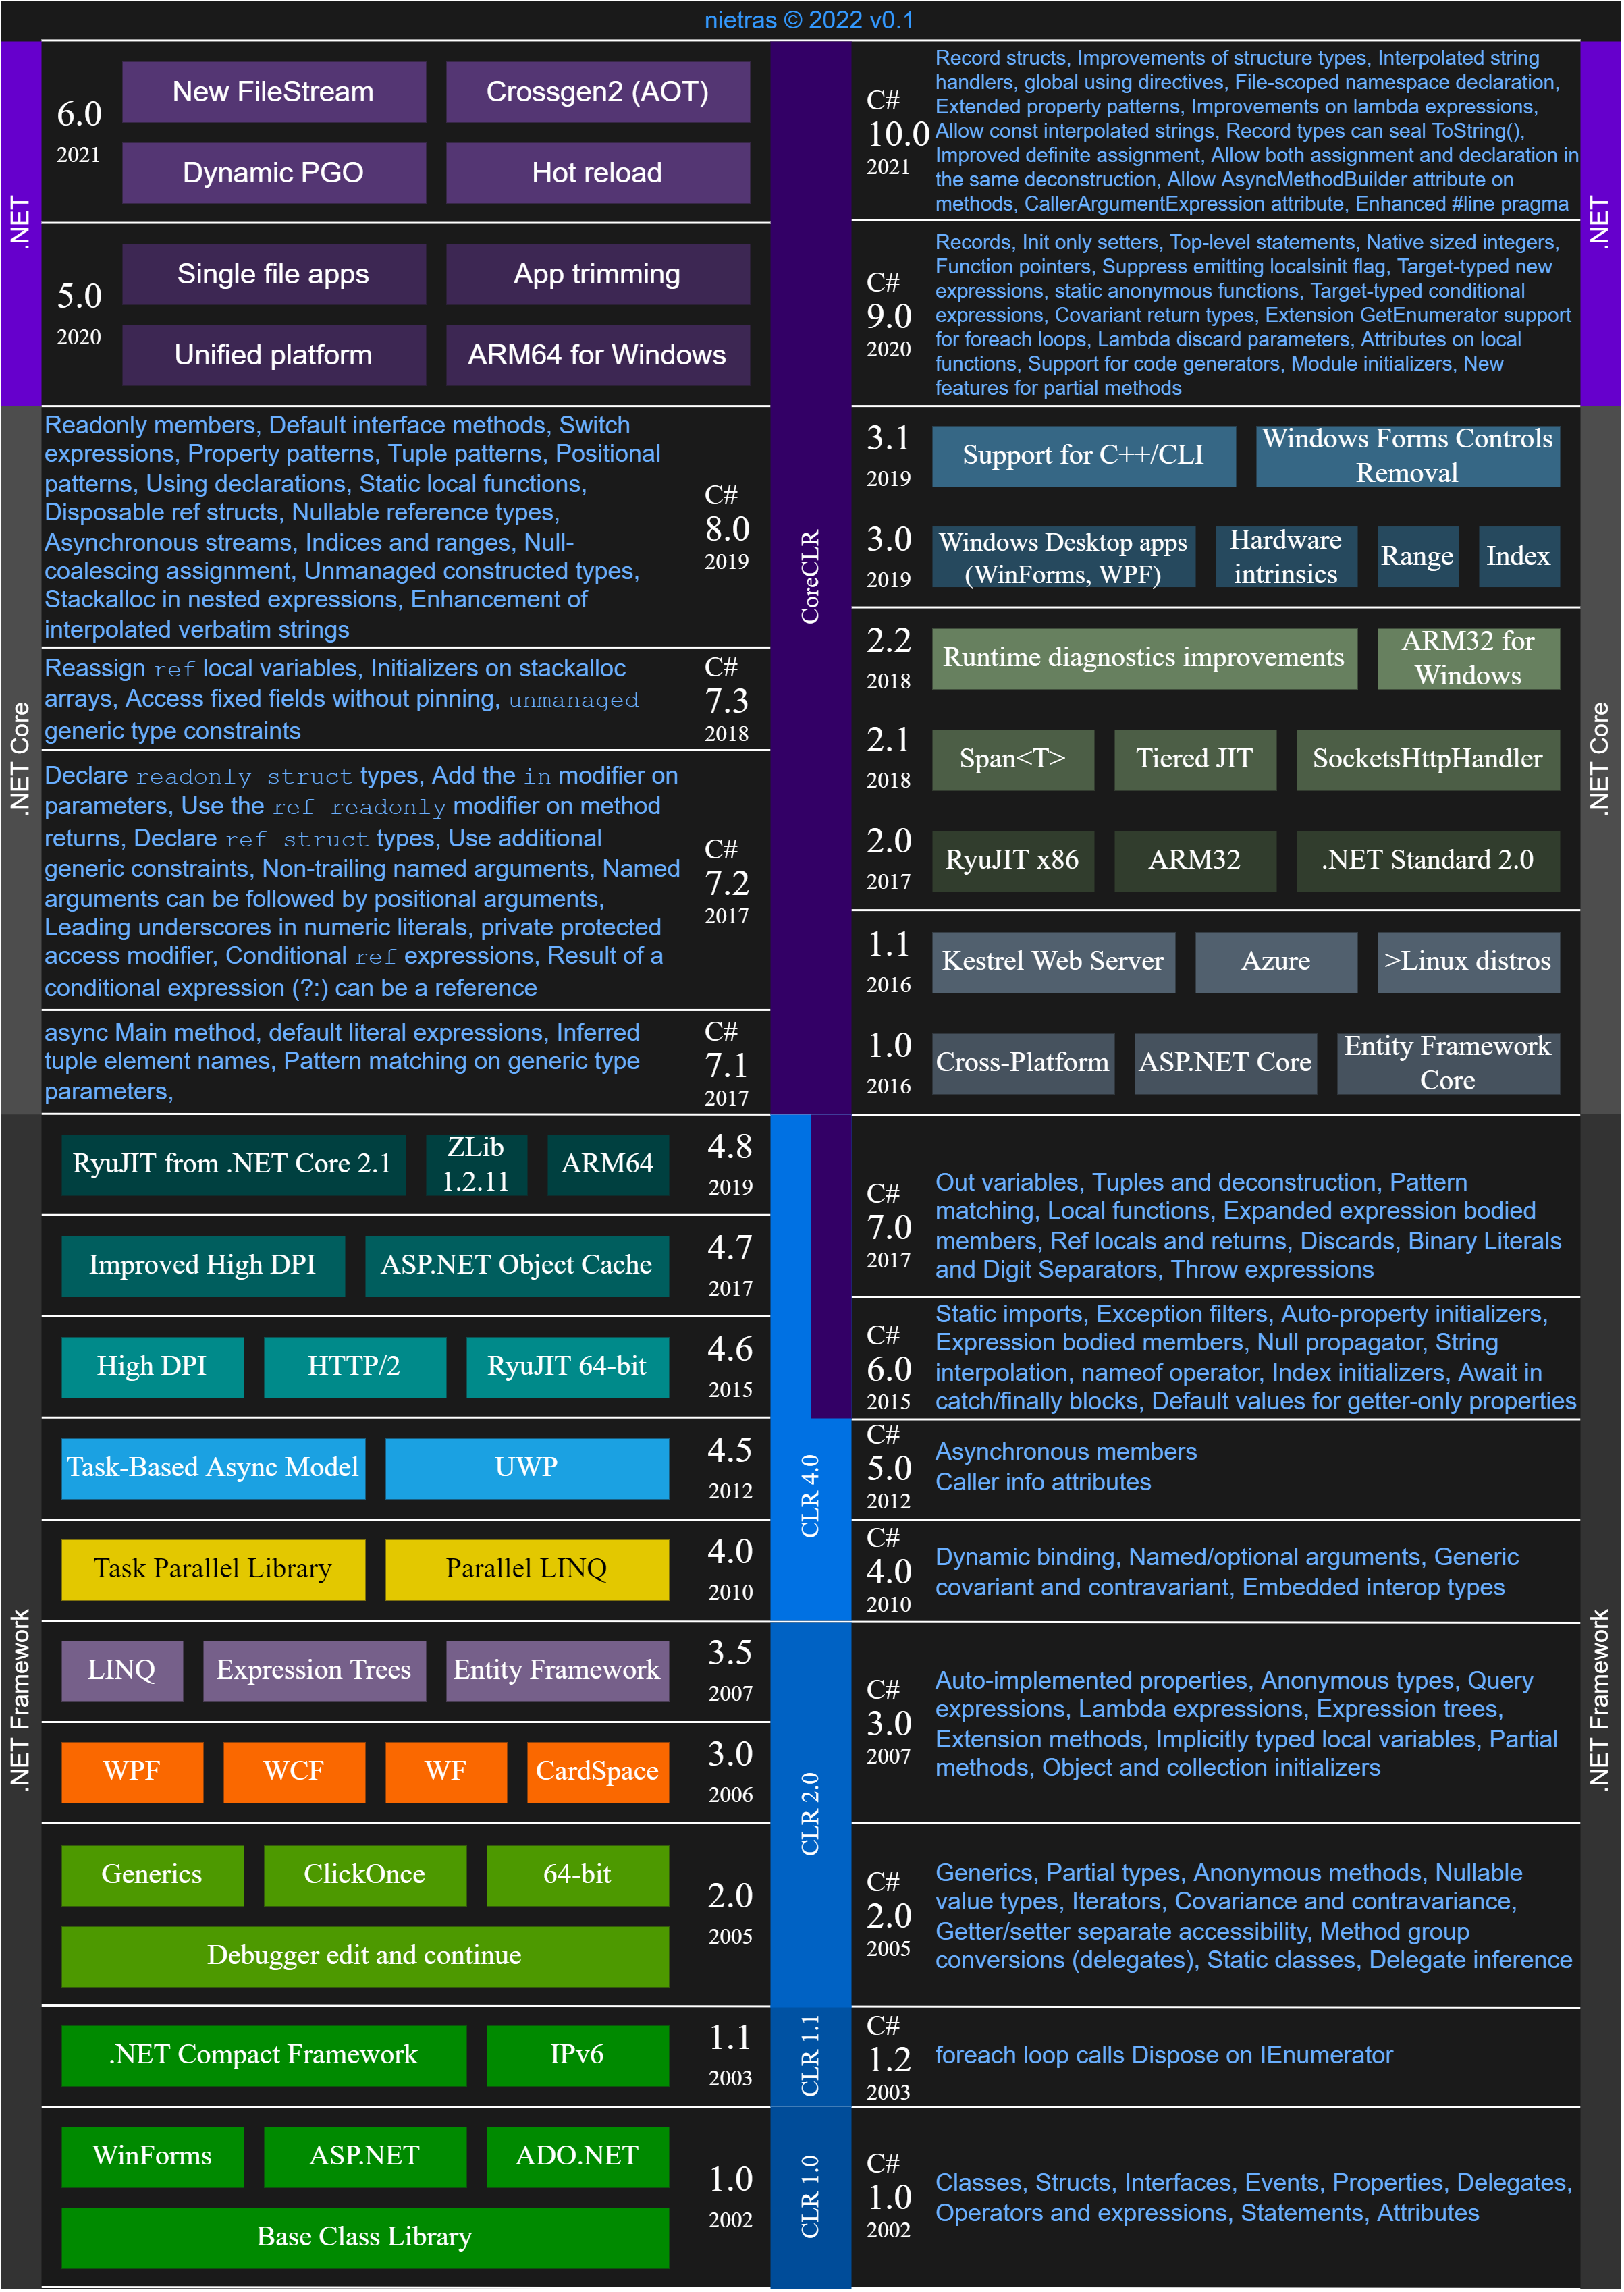 nietras © 2022 v0.1
.NET
6.0
2021
New FileStream
Crossgen2 (AOT)
Dynamic PGO
Hot reload
5.0
2020
Single file apps
App trimming
Unified platform
ARM64 for Windows
CoreCLR
C#
10.0
2021
Record structs, Improvements of structure types, Interpolated string
handlers, global using directives, File-scoped namespace declaration,
Extended property patterns, Improvements on lambda expressions,
Allow const interpolated strings, Record types can seal ToString(),
Improved definite assignment, Allow both assignment and declaration in
the same deconstruction, Allow AsyncMethodBuilder attribute on
methods, CallerArgumentExpression attribute, Enhanced #line pragma
C#
9.0
2020
Records, Init only setters, Top-level statements, Native sized integers,
Function pointers, Suppress emitting localsinit flag, Target-typed new
expressions, static anonymous functions, Target-typed conditional
expressions, Covariant return types, Extension GetEnumerator support
for foreach loops, Lambda discard parameters, Attributes on local
functions, Support for code generators, Module initializers, New
features for partial methods
.NET
.NET Core
Readonly members, Default interface methods, Switch
expressions, Property patterns, Tuple patterns, Positional
patterns, Using declarations, Static local functions,
Disposable ref structs, Nullable reference types,
Asynchronous streams, Indices and ranges, Null-
coalescing assignment, Unmanaged constructed types,
Stackalloc in nested expressions, Enhancement of
interpolated verbatim strings
C#
8.0
2019
Reassign ref local variables, Initializers on stackalloc
arrays, Access fixed fields without pinning, unmanaged
generic type constraints
C#
7.3
2018
Declare readonly struct types, Add the in modifier on
parameters, Use the ref readonly modifier on method
returns, Declare ref struct types, Use additional
generic constraints, Non-trailing named arguments, Named
arguments can be followed by positional arguments,
Leading underscores in numeric literals, private protected
access modifier, Conditional ref expressions, Result of a
conditional expression (?:) can be a reference
C#
7.2
2017
async Main method, default literal expressions, Inferred
tuple element names, Pattern matching on generic type
parameters,
C#
7.1
2017
3.1
2019
Support for C++/CLI
Windows Forms Controls
Removal
3.0
2019
Windows Desktop apps
(WinForms, WPF)
Hardware
intrinsics
Range
Index
2.2
2018
Runtime diagnostics improvements
ARM32 for
Windows
2.1
2018
Span<T>
Tiered JIT
SocketsHttpHandler
2.0
2017
RyuJIT x86
ARM32
.NET Standard 2.0
1.1
2016
Kestrel Web Server
Azure
>Linux distros
1.0
2016
Cross-Platform
ASP.NET Core
Entity Framework
Core
.NET Core
.NET Framework
RyuJIT from .NET Core 2.1
ZLib
1.2.11
ARM64
4.8
2019
Improved High DPI
ASP.NET Object Cache
4.7
2017
High DPI
HTTP/2
RyuJIT 64-bit
4.6
2015
Task-Based Async Model
UWP
4.5
2012
Task Parallel Library
Parallel LINQ
4.0
2010
LINQ
Expression Trees
Entity Framework
3.5
2007
WPF
WCF
WF
CardSpace
3.0
2006
Generics
ClickOnce
64-bit
Debugger edit and continue
2.0
2005
.NET Compact Framework
IPv6
1.1
2003
WinForms
ASP.NET
ADO.NET
Base Class Library
1.0
2002
CLR 4.0
CLR 2.0
CLR 1.1
CLR 1.0
C#
7.0
2017
Out variables, Tuples and deconstruction, Pattern
matching, Local functions, Expanded expression bodied
members, Ref locals and returns, Discards, Binary Literals
and Digit Separators, Throw expressions
C#
6.0
2015
Static imports, Exception filters, Auto-property initializers,
Expression bodied members, Null propagator, String
interpolation, nameof operator, Index initializers, Await in
catch/finally blocks, Default values for getter-only properties
C#
5.0
2012
Asynchronous members
Caller info attributes
C#
4.0
2010
Dynamic binding, Named/optional arguments, Generic
covariant and contravariant, Embedded interop types
C#
3.0
2007
Auto-implemented properties, Anonymous types, Query
expressions, Lambda expressions, Expression trees,
Extension methods, Implicitly typed local variables, Partial
methods, Object and collection initializers
C#
2.0
2005
Generics, Partial types, Anonymous methods, Nullable
value types, Iterators, Covariance and contravariance,
Getter/setter separate accessibility, Method group
conversions (delegates), Static classes, Delegate inference
C#
1.2
2003
foreach loop calls Dispose on IEnumerator
C#
1.0
2002
Classes, Structs, Interfaces, Events, Properties, Delegates,
Operators and expressions, Statements, Attributes
.NET Framework